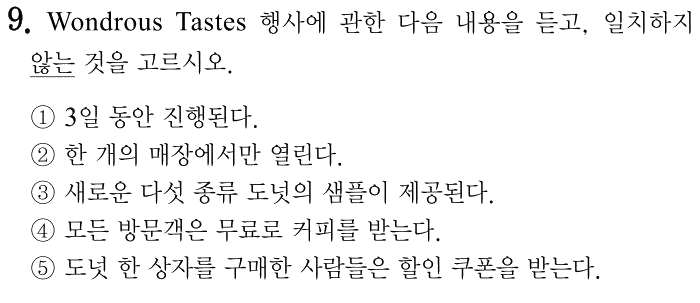 9. Wondrous Tastes 행사에 관한 다음 내용을 듣고, 일치하지
않는 것을 고르시오.
① 3일 동안 진행된다.
② 한 개의 매장에서만 열린다.
③ 새로운 다섯 종류 도넛의 샘플이 제공된다.
④ 모든 방문객은 무료로 커피를 받는다.
⑤ 도넛 한 상자를 구매한 사람들은 할인 쿠폰을 받는다.